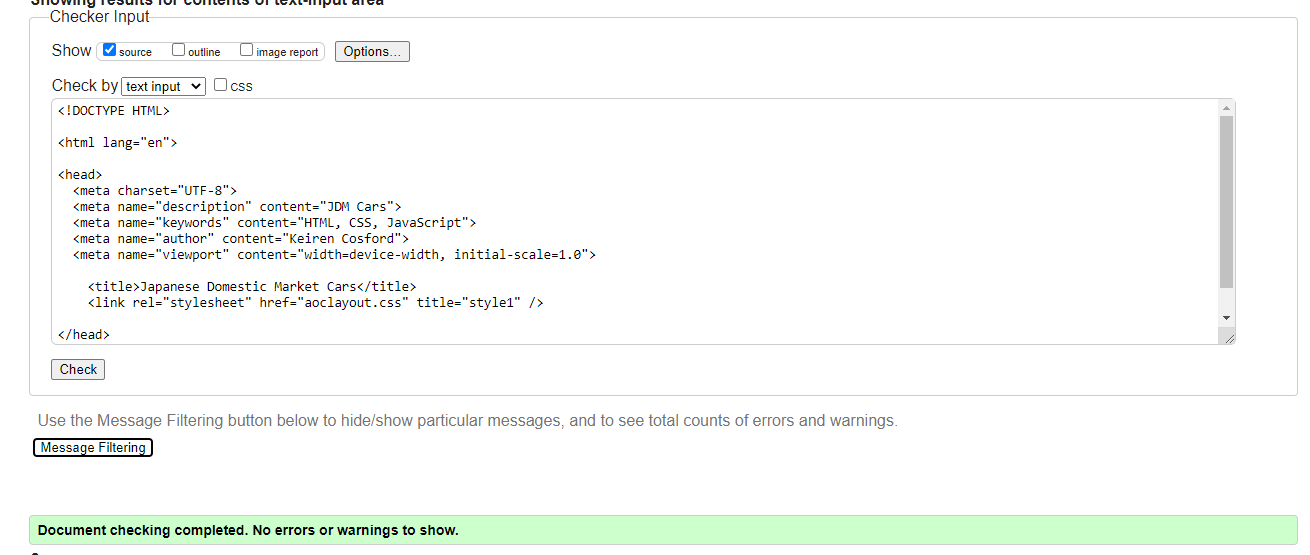 Showing results for contents of text-input area
Checker Input
Show source outline image report Options...
Check by text input css
<!DOCTYPE HTML>
<html lang="en">
<head>
<meta charset="UTF-8">
<meta name="description" content="JDM Cars">
<meta name="keywords" content="HTML, CSS, JavaScript">
<meta name="author" content="Keiren Cosford">
<meta name="viewport" content="width=device-width, initial-scale=1.0">
<title>Japanese Domestic Market Cars</title>
<link rel="stylesheet" href="aoclayout.css" title="style1" />
</head>
Check
Use the Message Filtering button below to hide/show particular messages, and to see total counts of errors and warnings.
Message Filtering
Document checking completed. No errors or warnings to show.